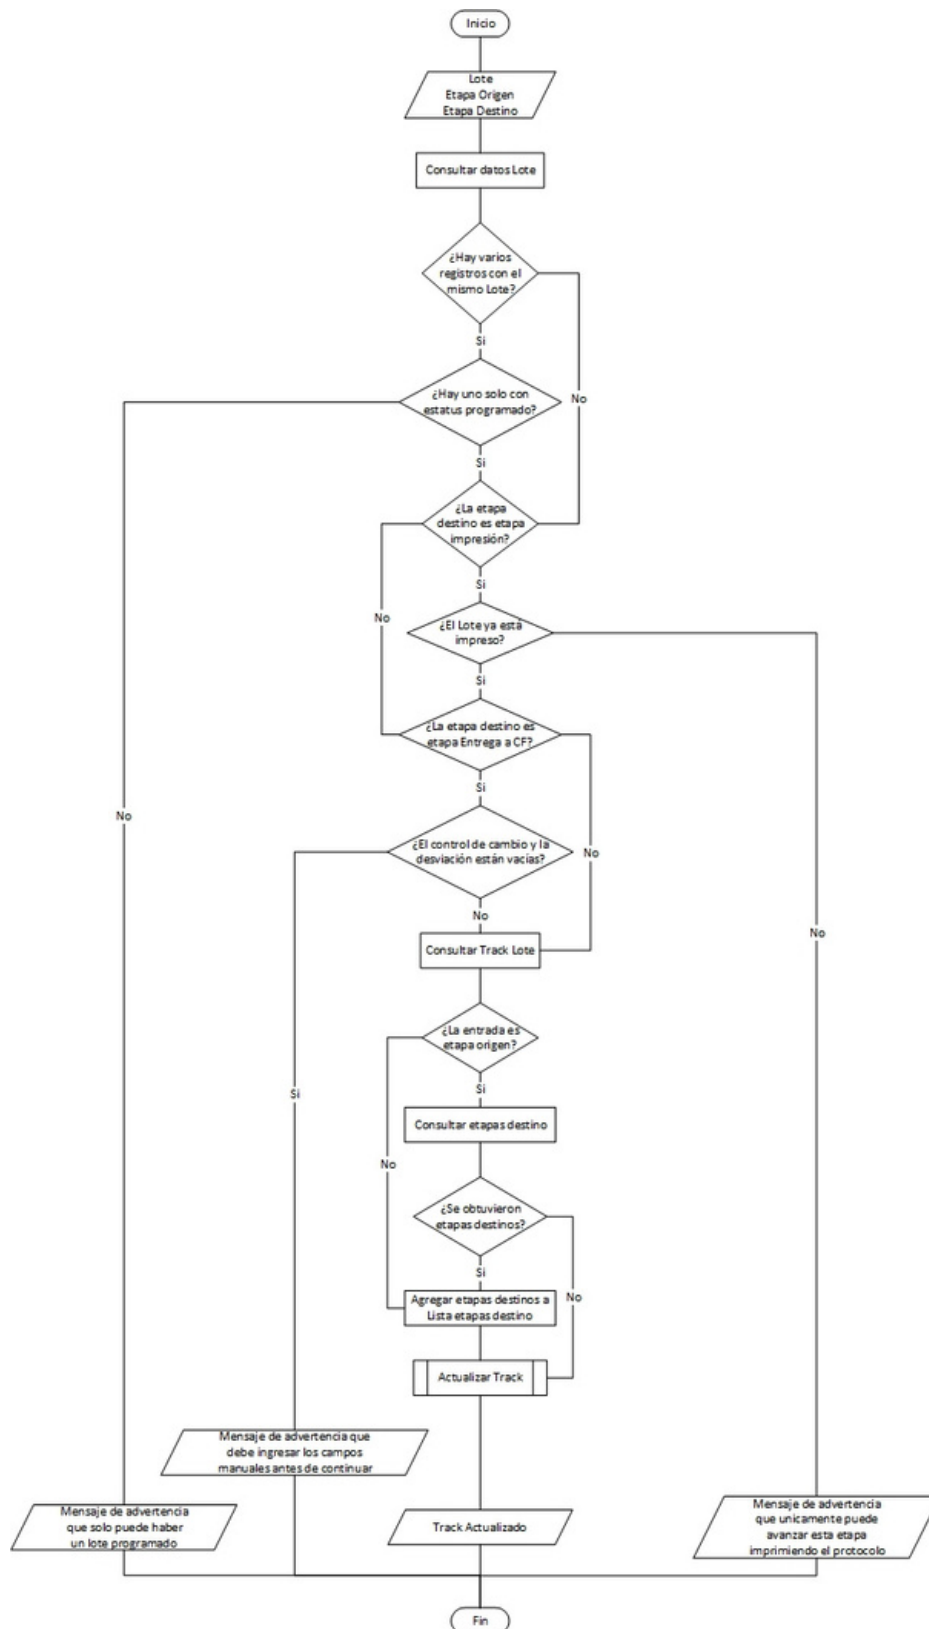 Inicio
Lote
Etapa Origen
Etapa Destino
Consultar datos Lote
¿Hay varios
registros con el
mismo Lote?
Si
¿Hay uno solo con
estatus programado?
No
Si
¿La etapa
destino es etapa
impresión?
Si
No
¿El Lote ya está
impreso?
Si
¿La etapa destino es
etapa Entrega a CF?
Si
No
¿El control de cambio y la
desviación están vacías?
No
No
Consultar Track Lote
No
¿La entrada es
etapa origen?
Si
Si
Consultar etapas destino
No
¿Se obtuvieron
etapas destinos?
Si
No
Agregar etapas destinos a
Lista etapas destino
Actualizar Track
Mensaje de advertencia que
debe ingresar los campos
manuales antes de continuar
Mensaje de advertencia
que solo puede haber
un lote programado
Track Actualizado
Mensaje de advertencia
que unicamente puede
avanzar esta etapa
imprimiendo el protocolo
Fin